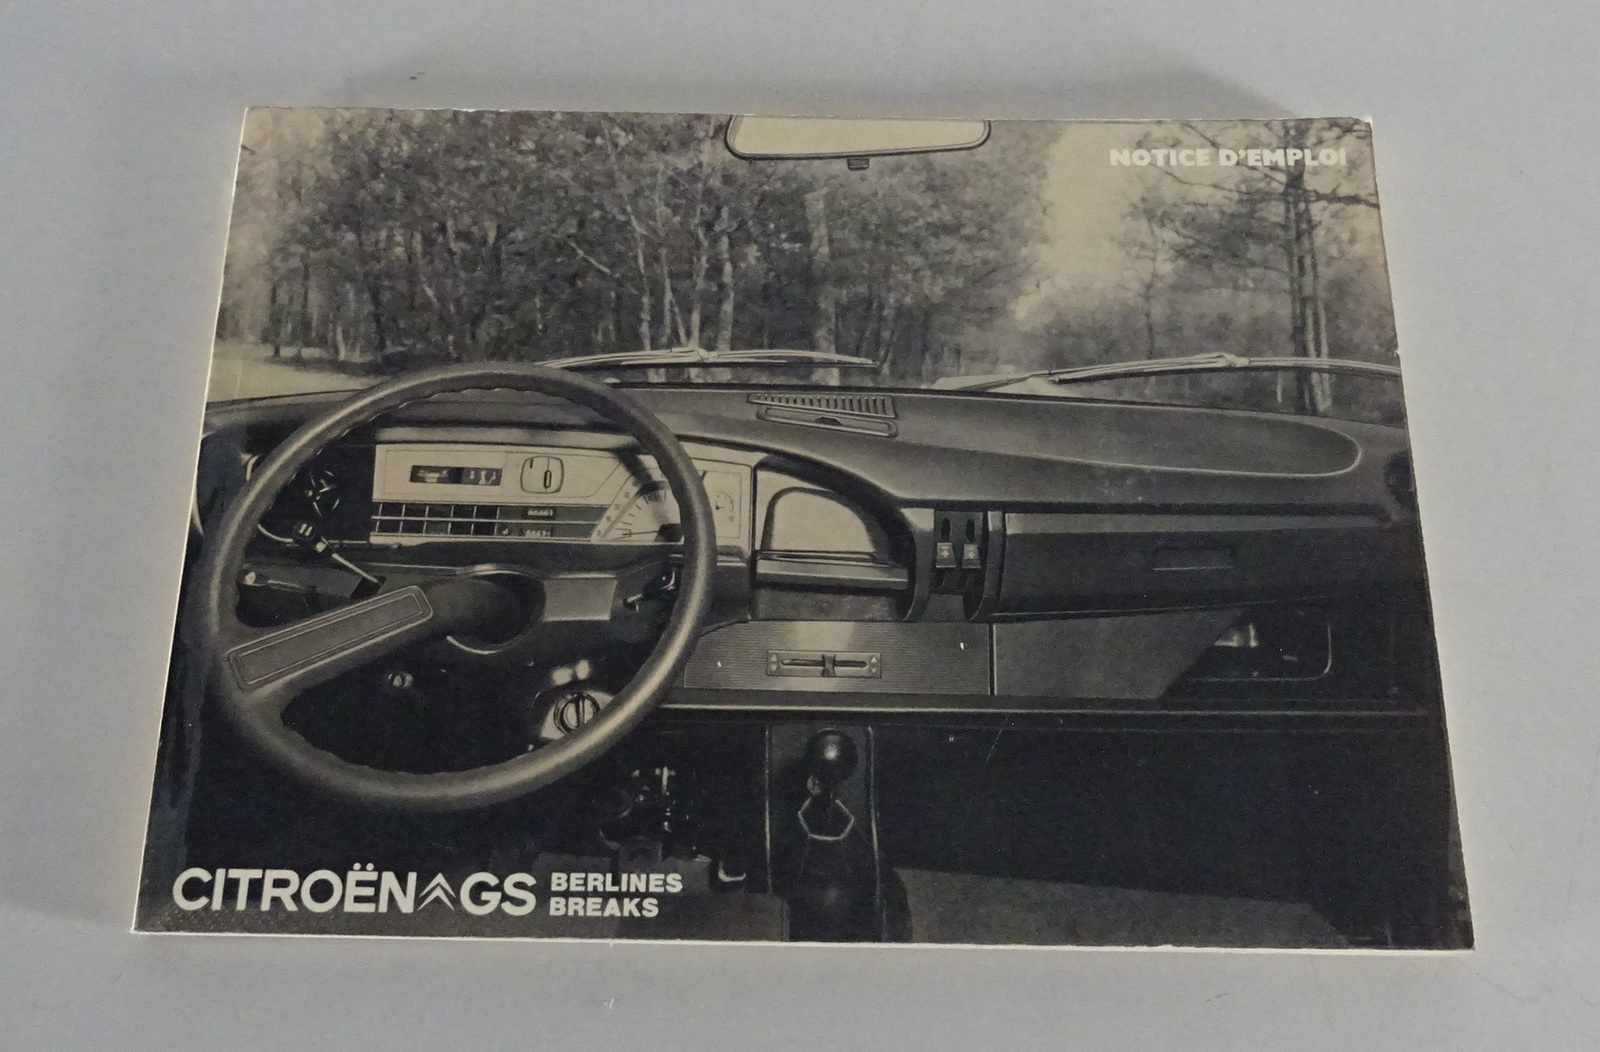 NOTICE D'EMPLOI
CITROËN GS BERLINES
BREAKS